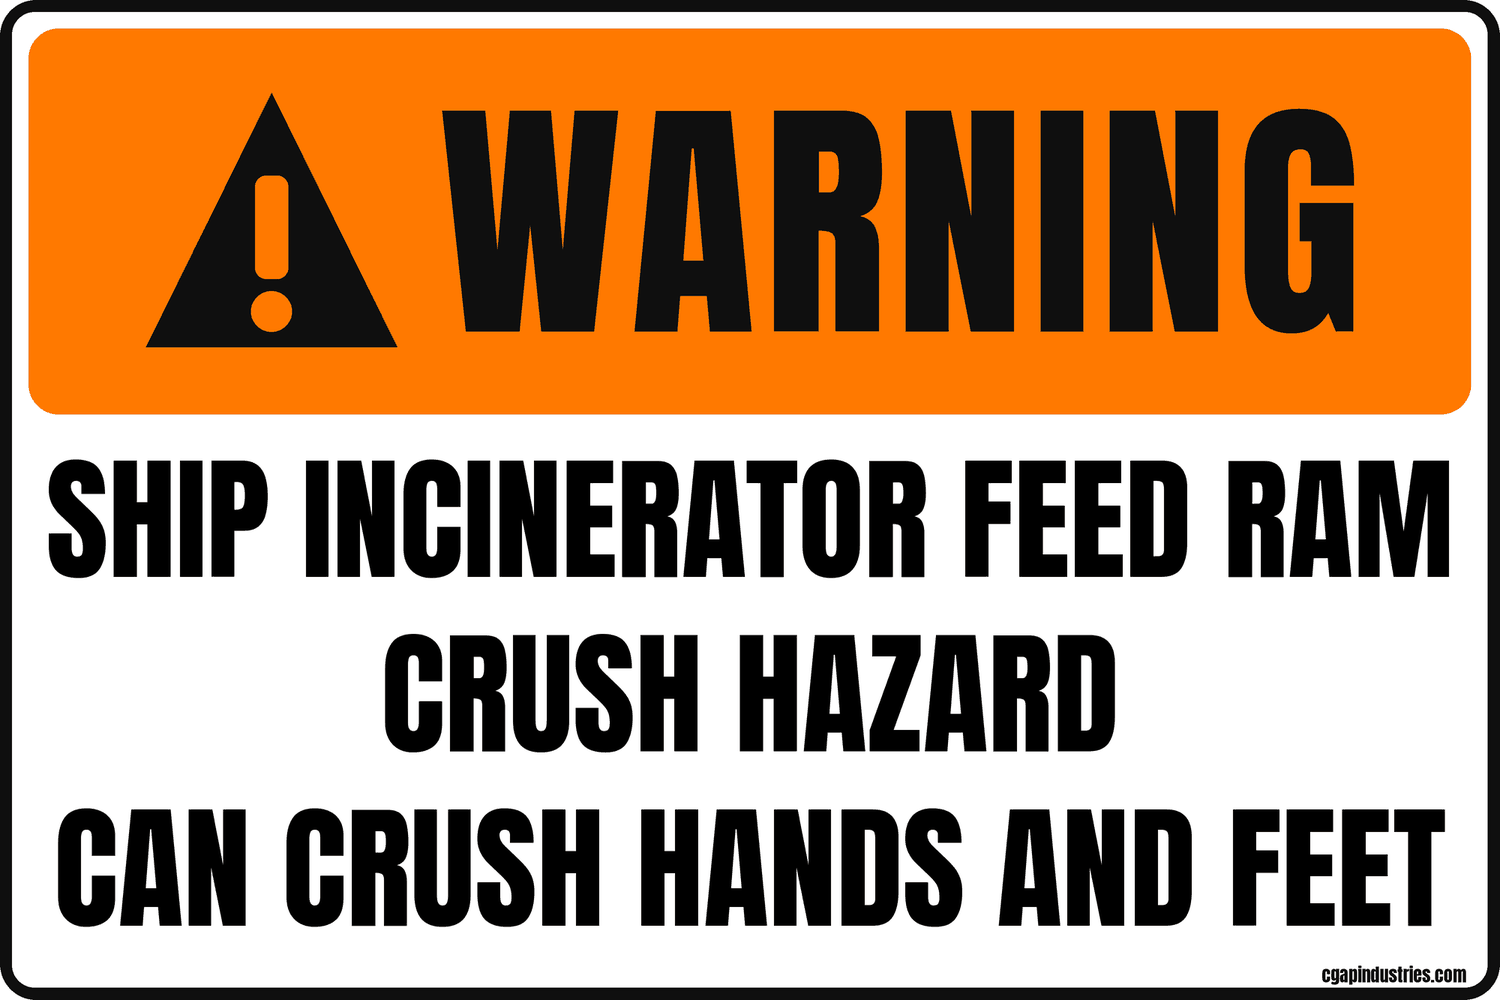 WARNING
SHIP INCINERATOR FEED RAM
CRUSH HAZARD
CAN CRUSH HANDS AND FEET
cgapindustries.com